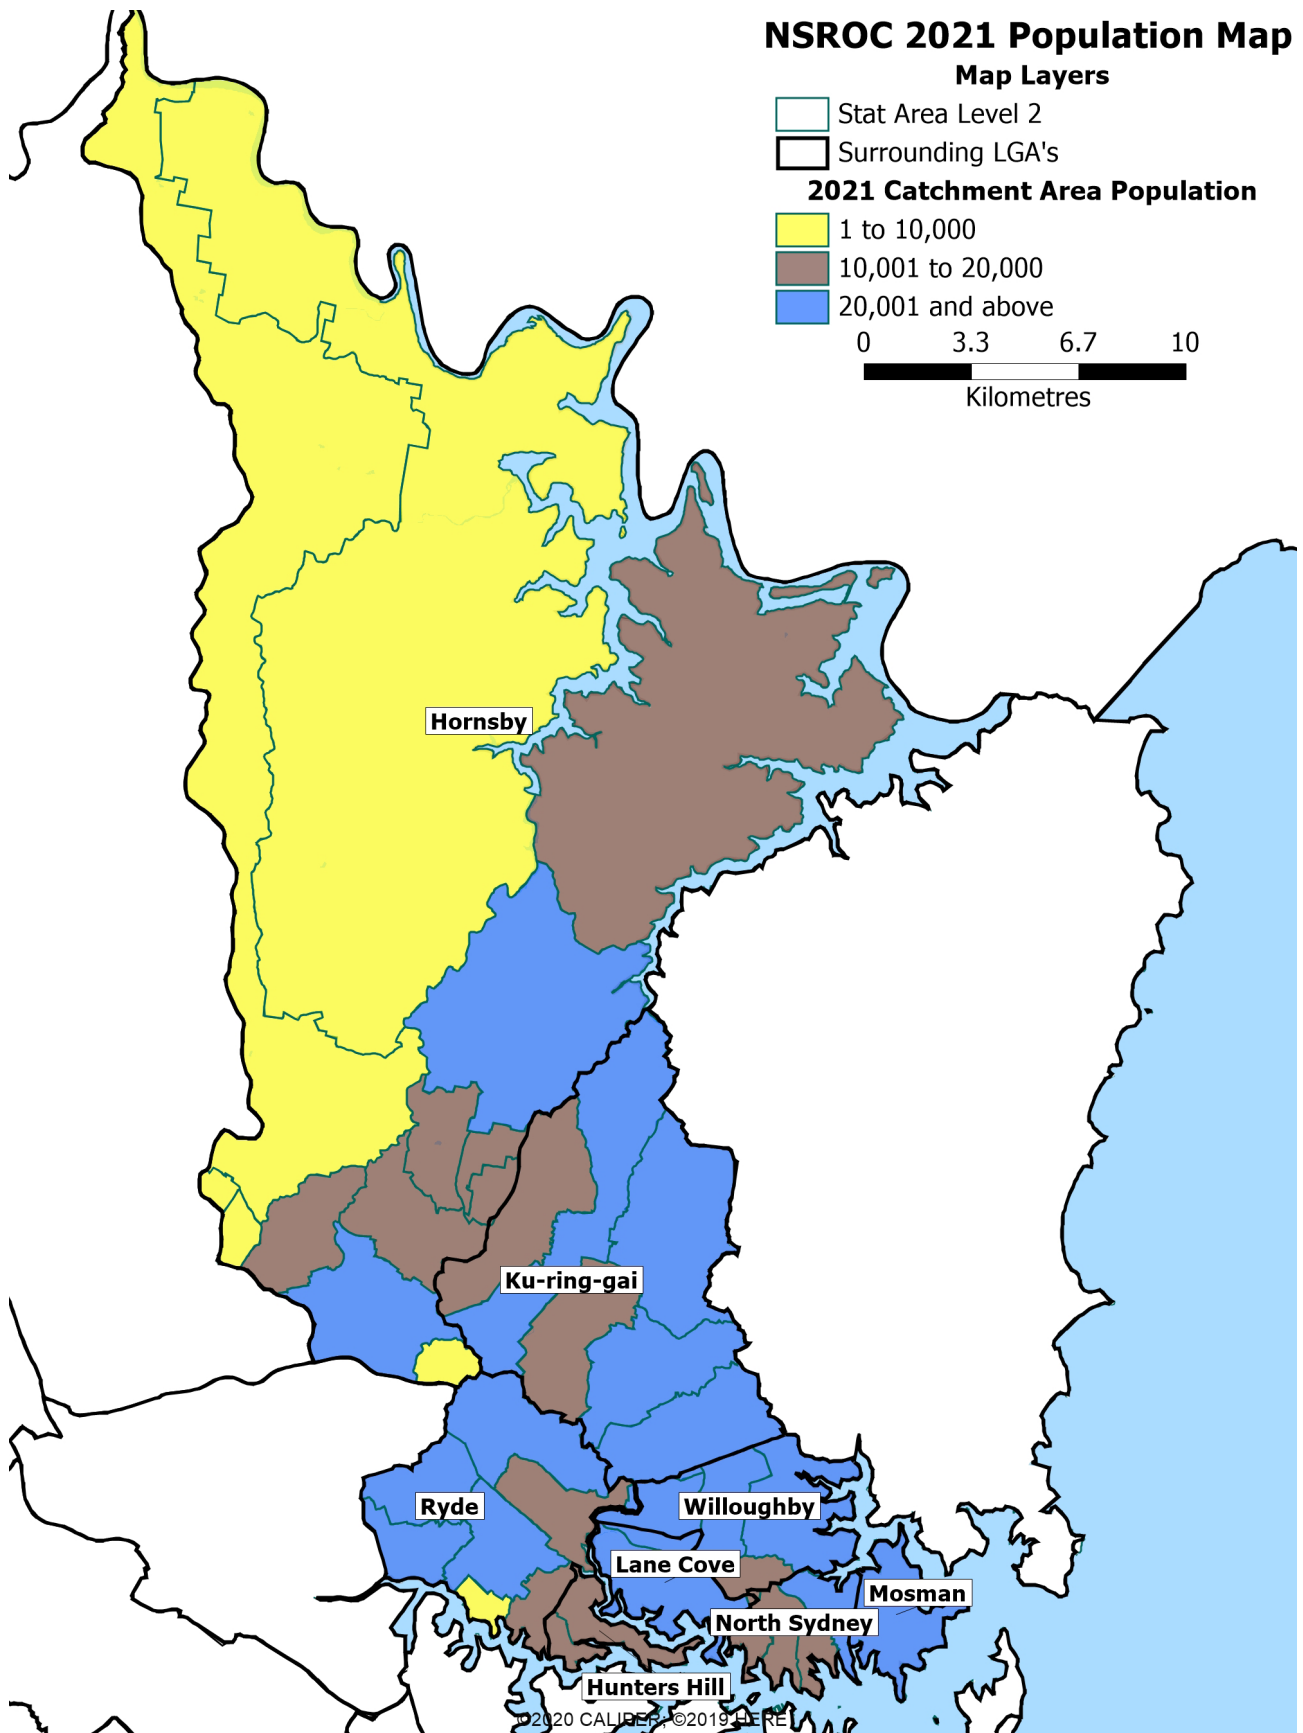 NSROC 2021 Population Map
Map Layers
Stat Area Level 2
Surrounding LGA's
2021 Catchment Area Population
1 to 10,000
10,001 to 20,000
20,001 and above
0 3.3 6.7 10
Kilometres
Hornsby
Ku-ring-gai
Ryde
Willoughby
Lane Cove
Mosman
North Sydney
Hunters Hill
©2020 CALIPER; ©2019 HERE